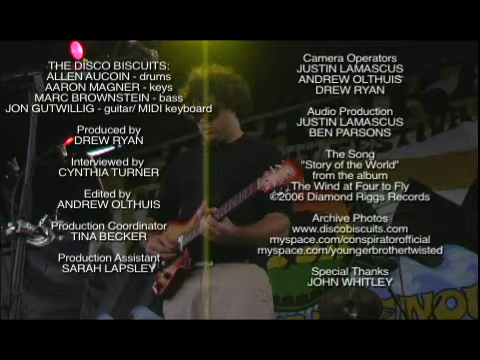 THE DISCO BISCUITS;
ALLEN AUCOIN - drums
AARON MAGNER - keys
MARC BROWNSTEIN - bass
JON GUTWILLIG - guitar/ MIDI keyboard
Produced by
DREW RYAN
Interviewed by
CYNTHIA TURNER
Edited by
ANDREW OLTHUIS
Production Coordinator
TINA BECKER
Production Assistant
SARAH LAPSLEY
Camera Operators
JUSTIN LAMASCUS
ANDREW OLTHUIS
DREW RYAN
Audio Production
JUSTIN LAMASCUS
BEN PARSONS
The Song
"Story of the World"
from the album
The Wind at Four to Fly
©2006 Diamond Riggs Records
Archive Photos
www.discobiscuits.com
myspace.com/conspiratorofficial
myspace.com/youngerbrothertwisted
Special Thanks
JOHN WHITLEY